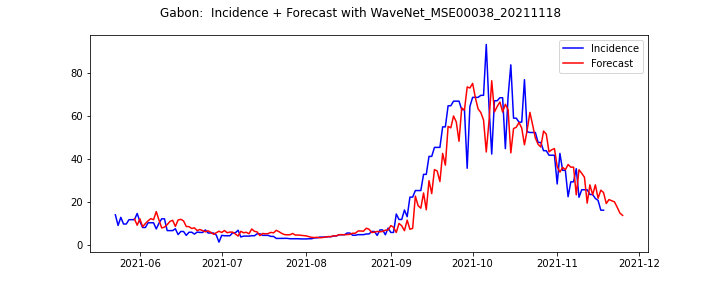 Gabon:  Incidence + Forecast with WaveNet_MSE00038_20211118
Incidence
Forecast
80
60
40
20
0
2021-06 2021-07 2021-08 2021-09 2021-10 2021-11 2021-12